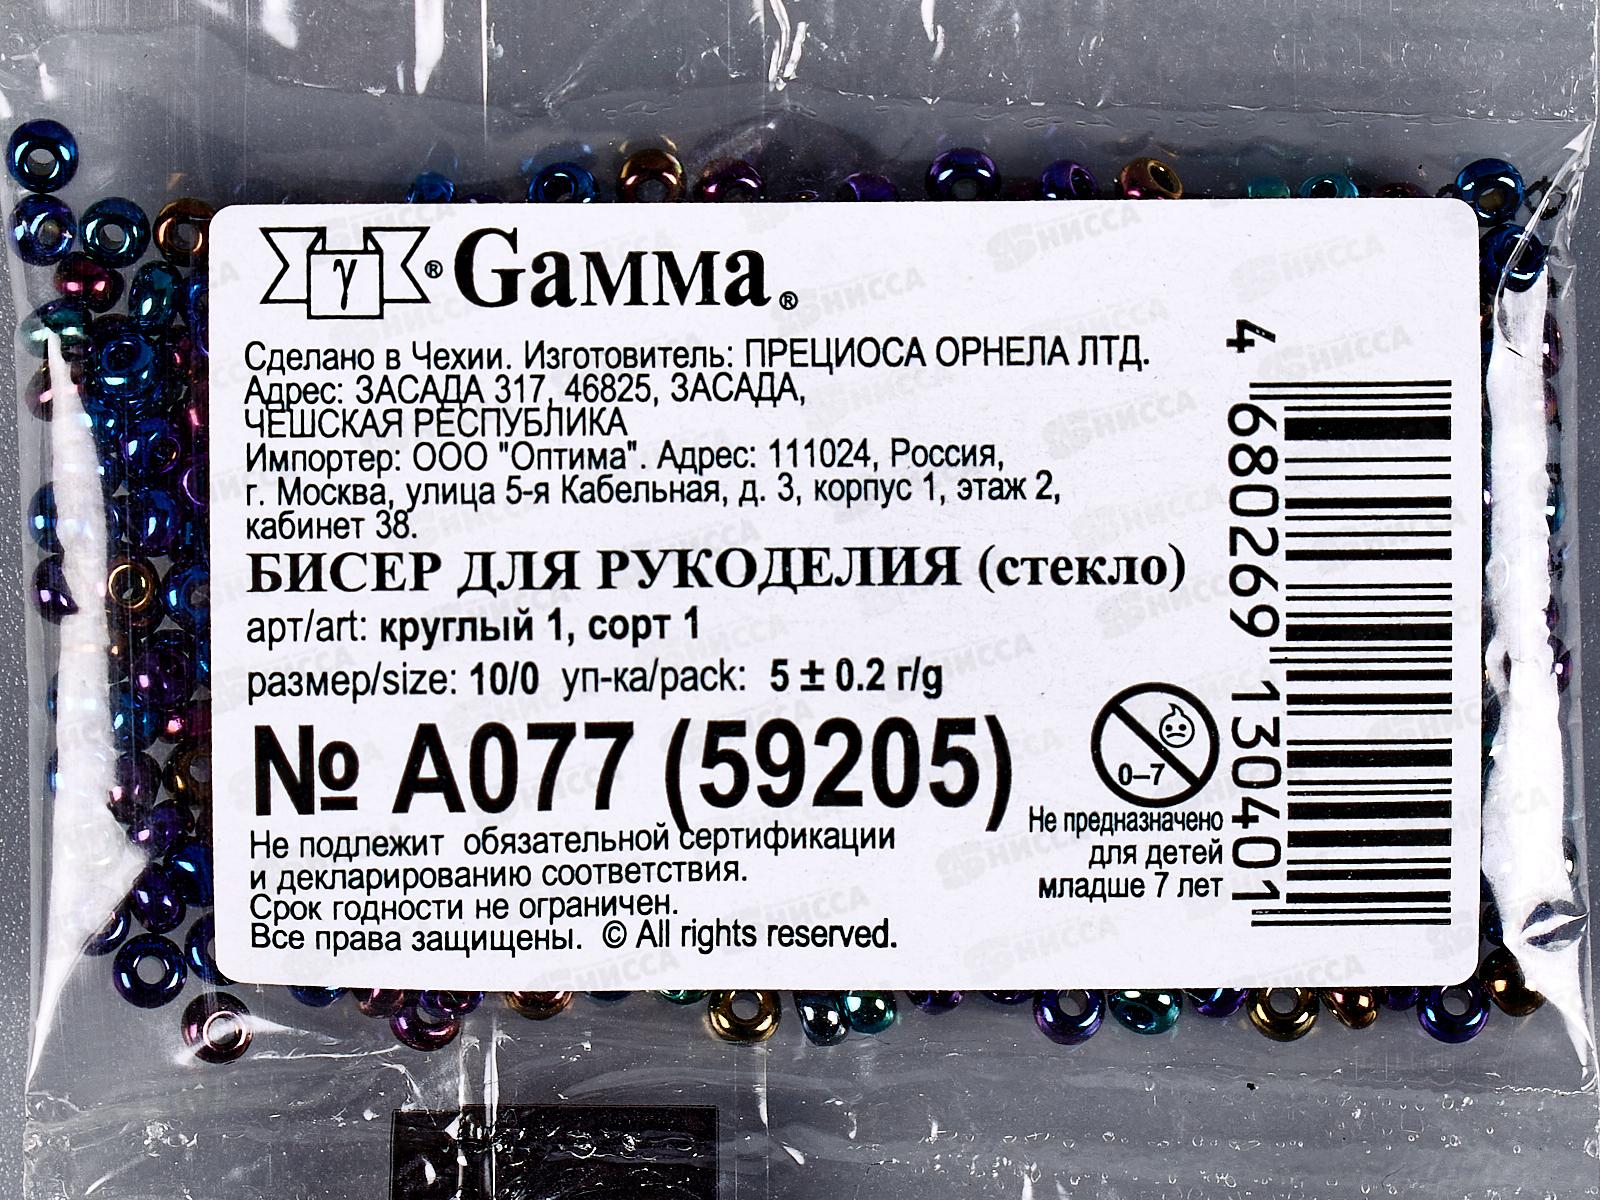 γ ® Gамма ®
Сделано в Чехии. Изготовитель: ПРЕЦИОСА ОРНЕЛА ЛТД.
Адрес: ЗАСАДА 317, 46825, ЗАСАДА,
ЧЕШСКАЯ РЕСПУБЛИКА
Импортер: ООО "Оптима". Адрес: 111024, Россия,
г. Москва, улица 5-я Кабельная, д. 3, корпус 1, этаж 2,
кабинет 38.
БИСЕР ДЛЯ РУКОДЕЛИЯ (стекло)
арт/art: круглый 1, сорт 1
размер/size: 10/0 уп-ка/pack: 5 ± 0.2 г/g
№ А077 (59205)
Не подлежит обязательной сертификации
и декларированию соответствия.
Срок годности не ограничен.
Все права защищены. © All rights reserved.
0–7
Не предназначено
для детей
младше 7 лет
4 680269 130401
НИССА